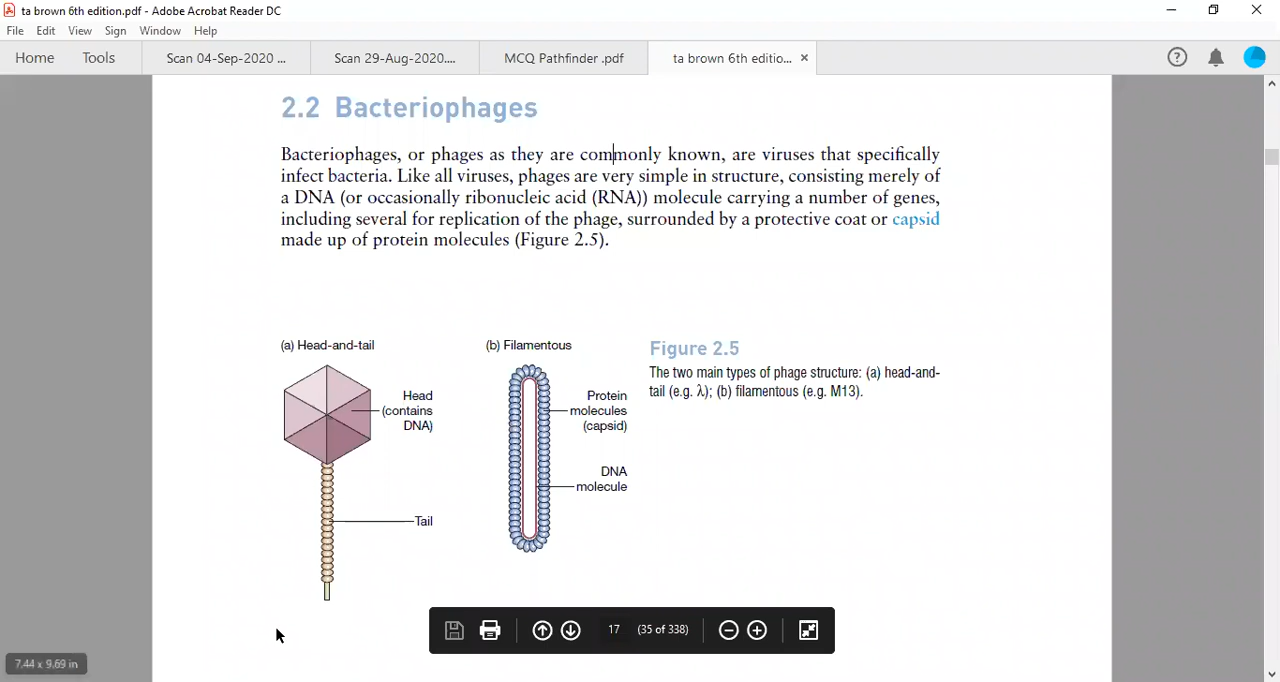 ta brown 6th edition.pdf - Adobe Acrobat Reader DC
File Edit View Sign Window Help
Home Tools Scan 04-Sep-2020 ... Scan 29-Aug-2020.... MCQ Pathfinder .pdf ta brown 6th editio... ×
2.2 Bacteriophages
Bacteriophages, or phages as they are commonly known, are viruses that specifically
infect bacteria. Like all viruses, phages are very simple in structure, consisting merely of
a DNA (or occasionally ribonucleic acid (RNA)) molecule carrying a number of genes,
including several for replication of the phage, surrounded by a protective coat or capsid
made up of protein molecules (Figure 2.5).
(a) Head-and-tail
Head
(contains
DNA)
Tail
(b) Filamentous
Protein
molecules
(capsid)
DNA
molecule
Figure 2.5
The two main types of phage structure: (a) head-and-
tail (e.g. λ); (b) filamentous (e.g. M13).
17 (35 of 338)
7.44 x 9.69 in